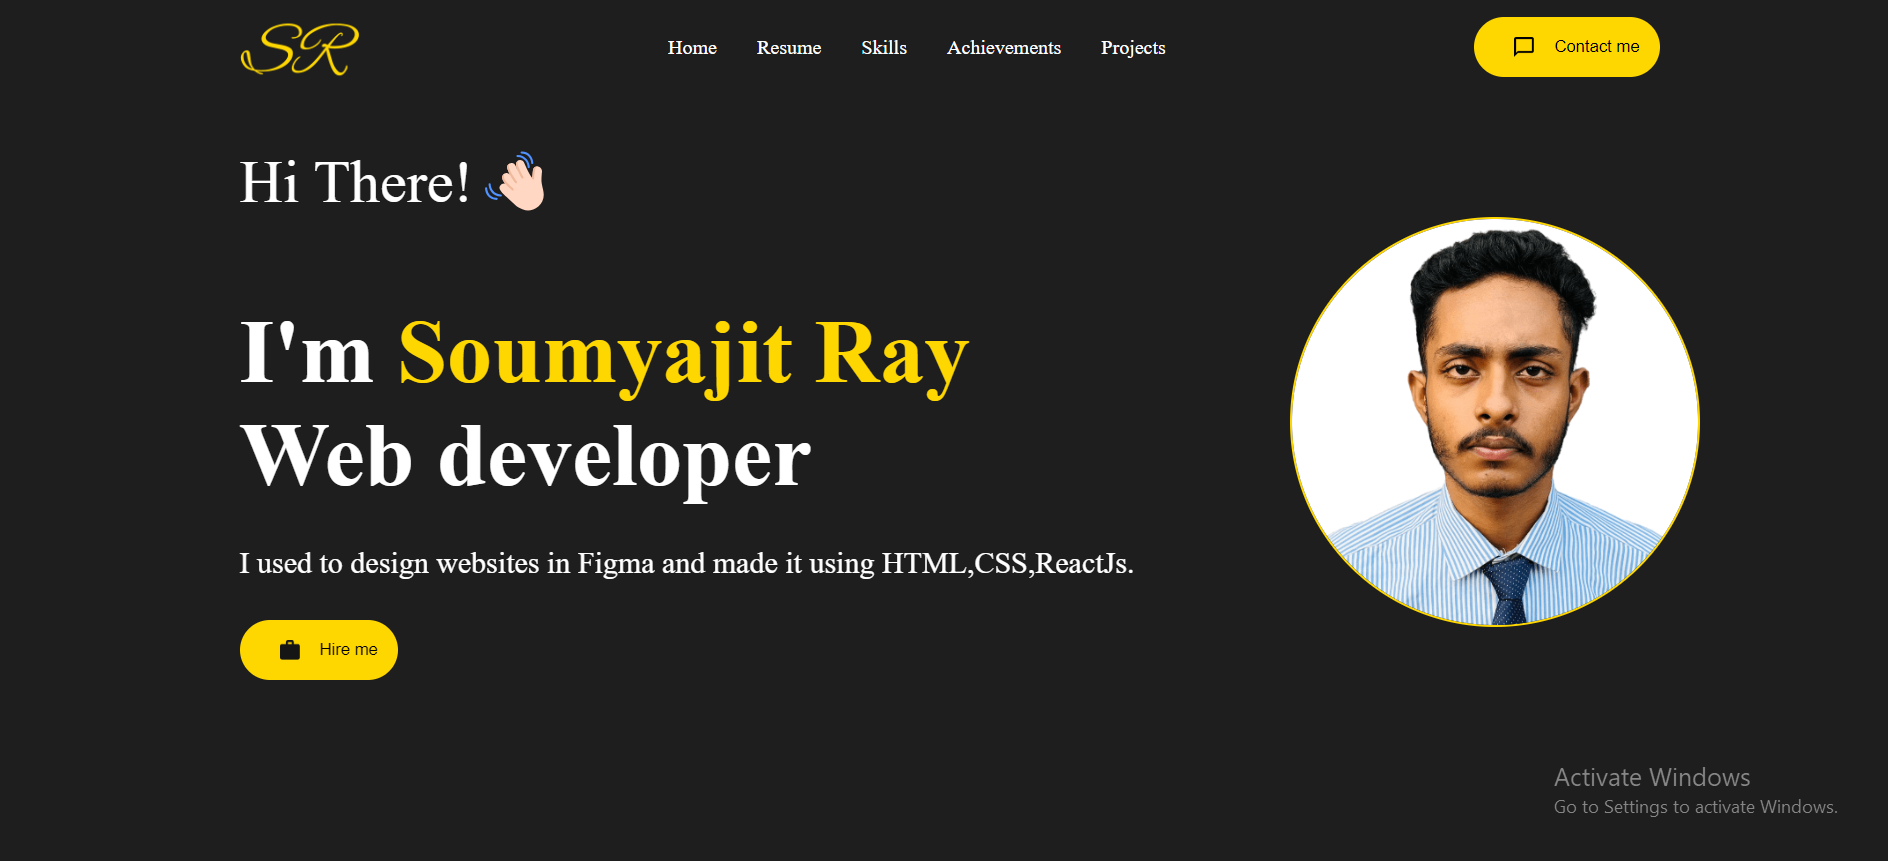 SR
Home Resume Skills Achievements Projects
Contact me
Hi There!
I'm Soumyajit Ray
Web developer
I used to design websites in Figma and made it using HTML,CSS,ReactJs.
Hire me
Activate Windows
Go to Settings to activate Windows.